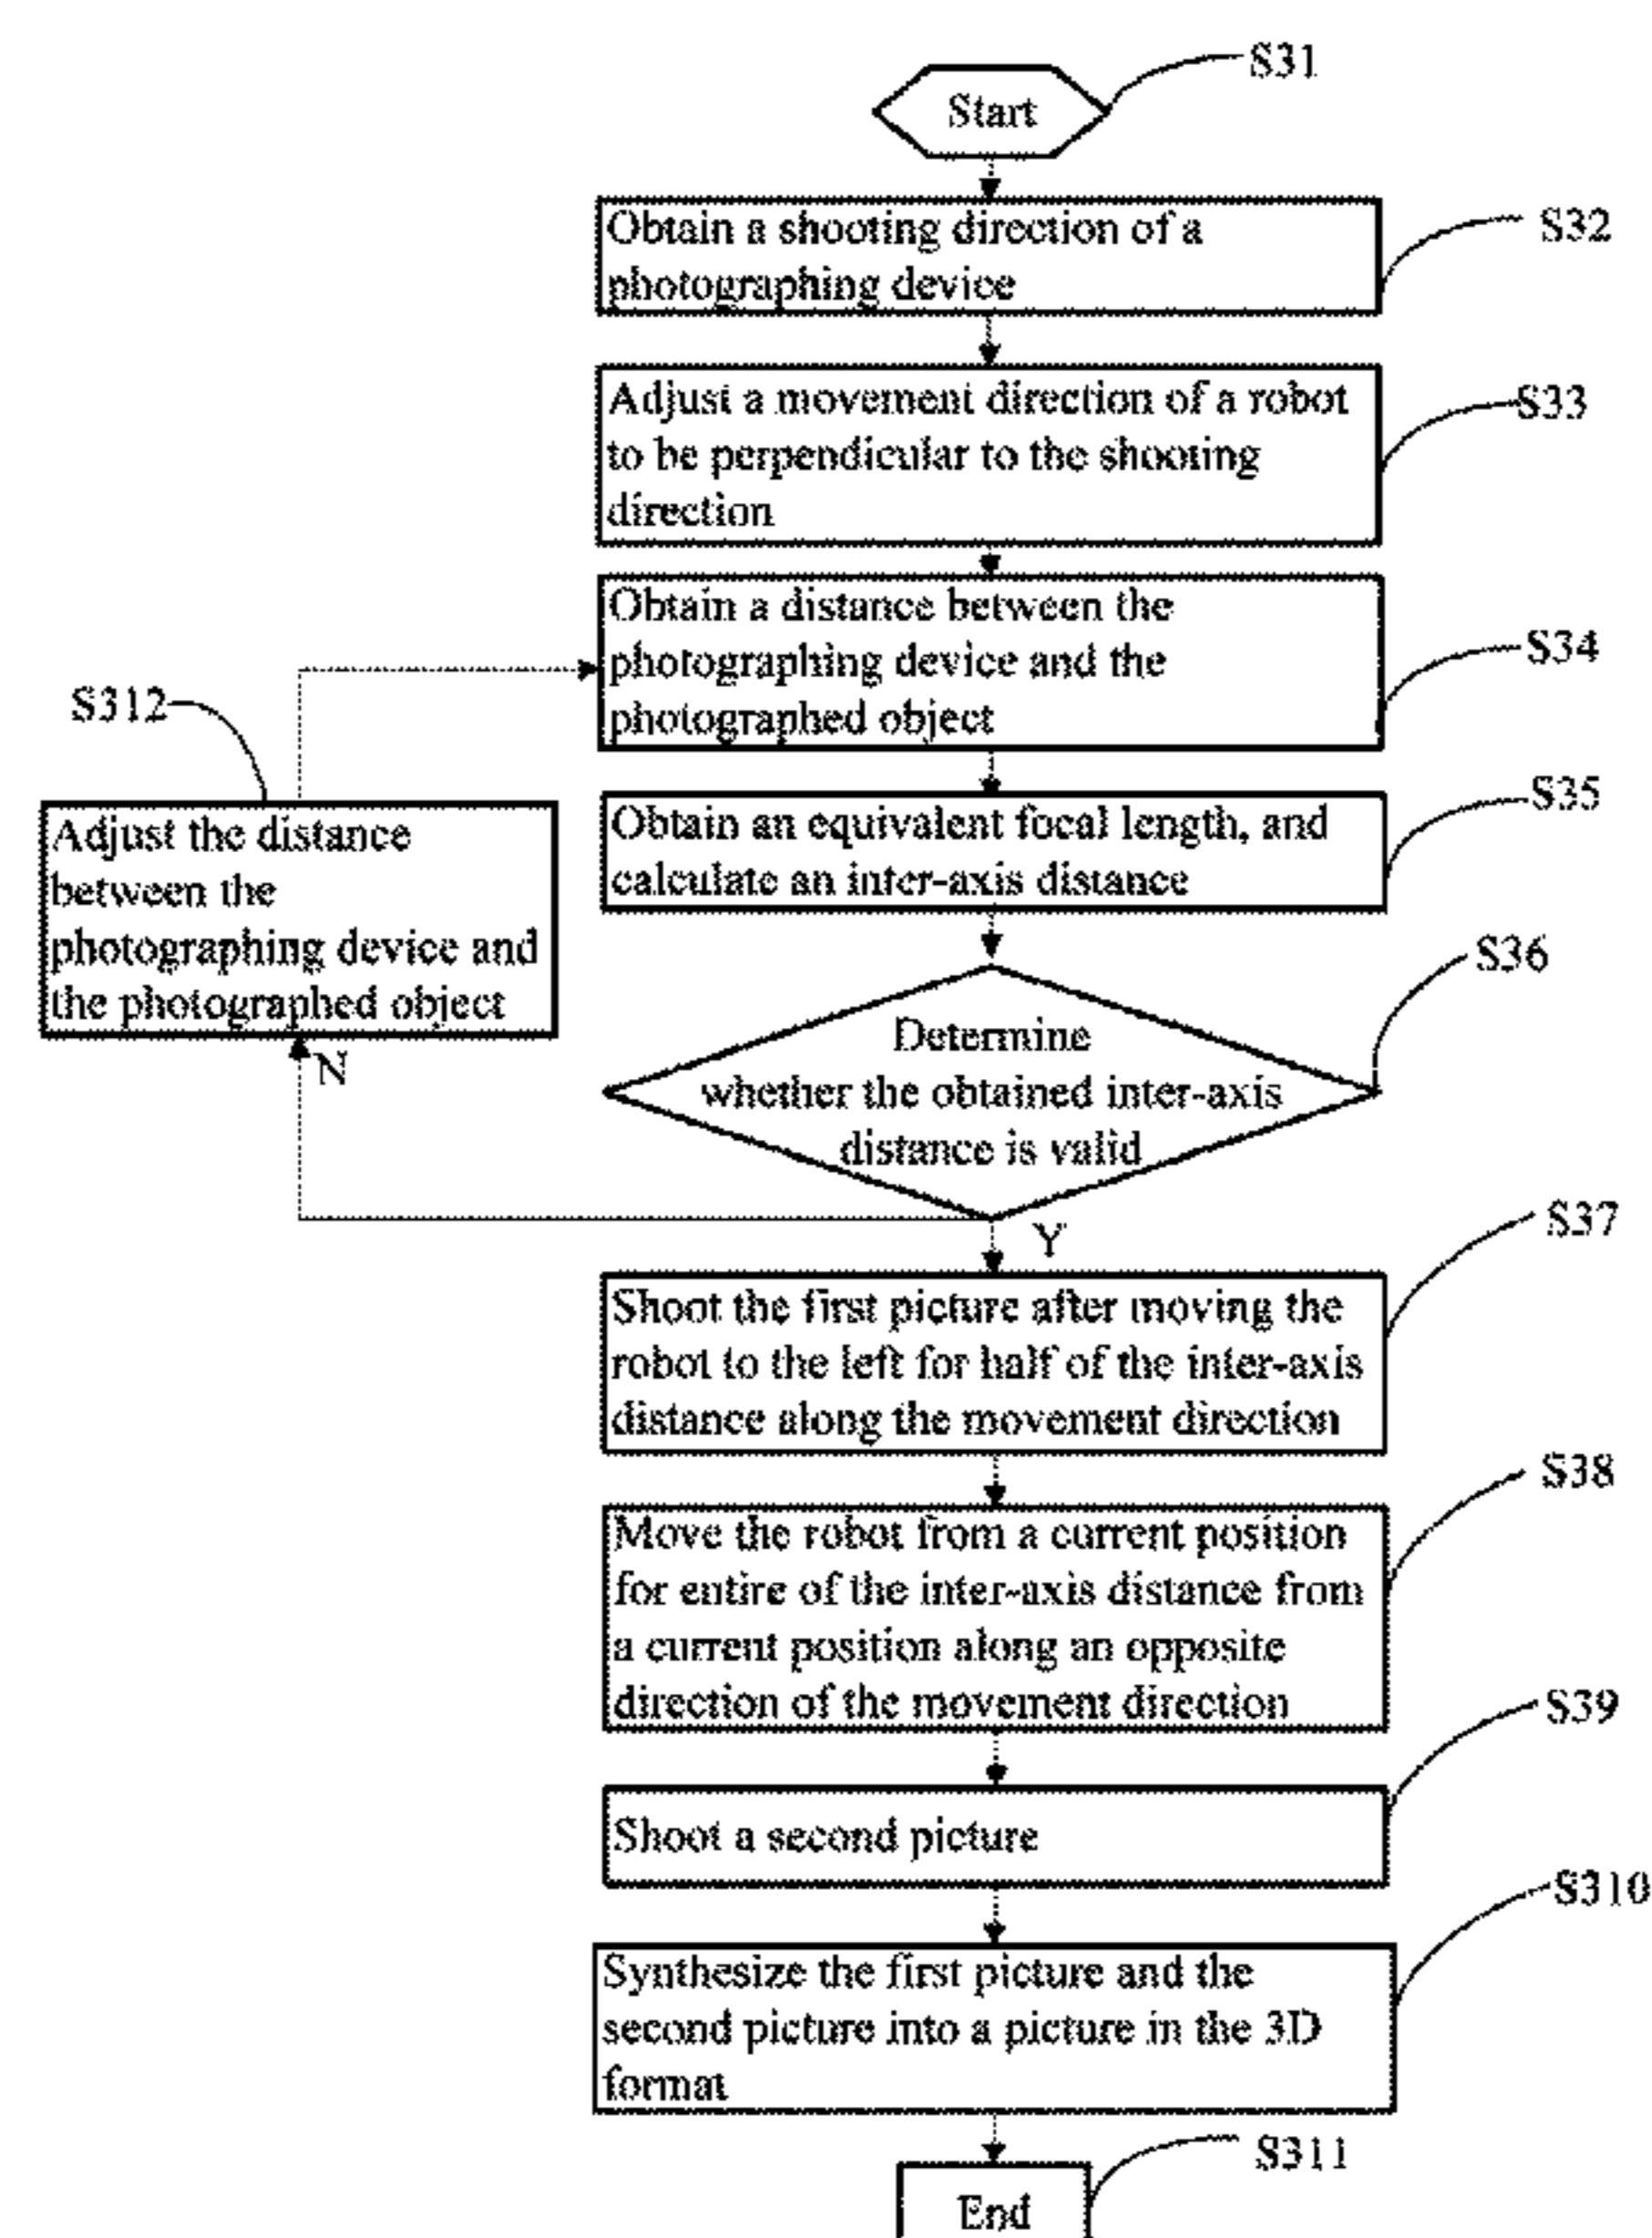 S31
Start
S32
Obtain a shooting direction of a
photographing device
S33
Adjust a movement direction of a robot
to be perpendicular to the shooting
direction
S34
Obtain a distance between the
photographing device and the
photographed object
S312
Adjust the distance
between the
photographing device and
the photographed object
N
S35
Obtain an equivalent focal length, and
calculate an inter-axis distance
S36
Determine
whether the obtained inter-axis
distance is valid
Y
S37
Shoot the first picture after moving the
robot to the left for half of the inter-axis
distance along the movement direction
S38
Move the robot from a current position
for entire of the inter-axis distance from
a current position along an opposite
direction of the movement direction
S39
Shoot a second picture
S310
Synthesize the first picture and the
second picture into a picture in the 3D
format
S311
End